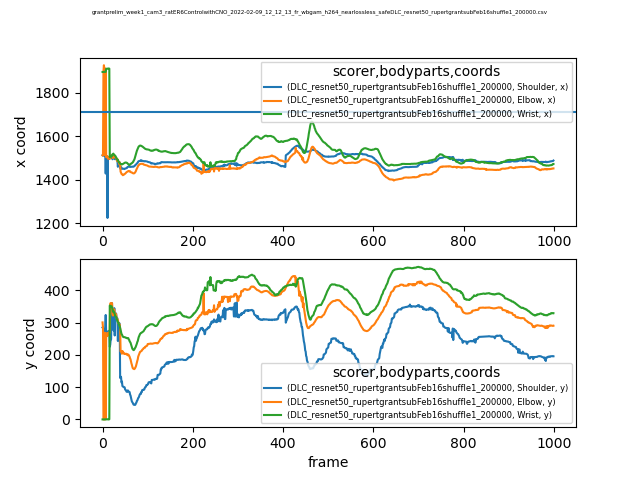 grantprelim_week1_cam3_ratER6ControlwithCNO_2022-02-09_12_12_13_fr_wbgam_h264_nearlossless_safeDLC_resnet50_rupertgrantsubFeb16shuffle1_200000.csv
scorer,bodyparts,coords
(DLC_resnet50_rupertgrantsubFeb16shuffle1_200000, Shoulder, x)
(DLC_resnet50_rupertgrantsubFeb16shuffle1_200000, Elbow, x)
(DLC_resnet50_rupertgrantsubFeb16shuffle1_200000, Wrist, x)
x coord
1800
1600
1400
1200
0 200 400 600 800 1000
y coord
400
300
200
100
0
scorer,bodyparts,coords
(DLC_resnet50_rupertgrantsubFeb16shuffle1_200000, Shoulder, y)
(DLC_resnet50_rupertgrantsubFeb16shuffle1_200000, Elbow, y)
(DLC_resnet50_rupertgrantsubFeb16shuffle1_200000, Wrist, y)
0 200 400 600 800 1000
frame